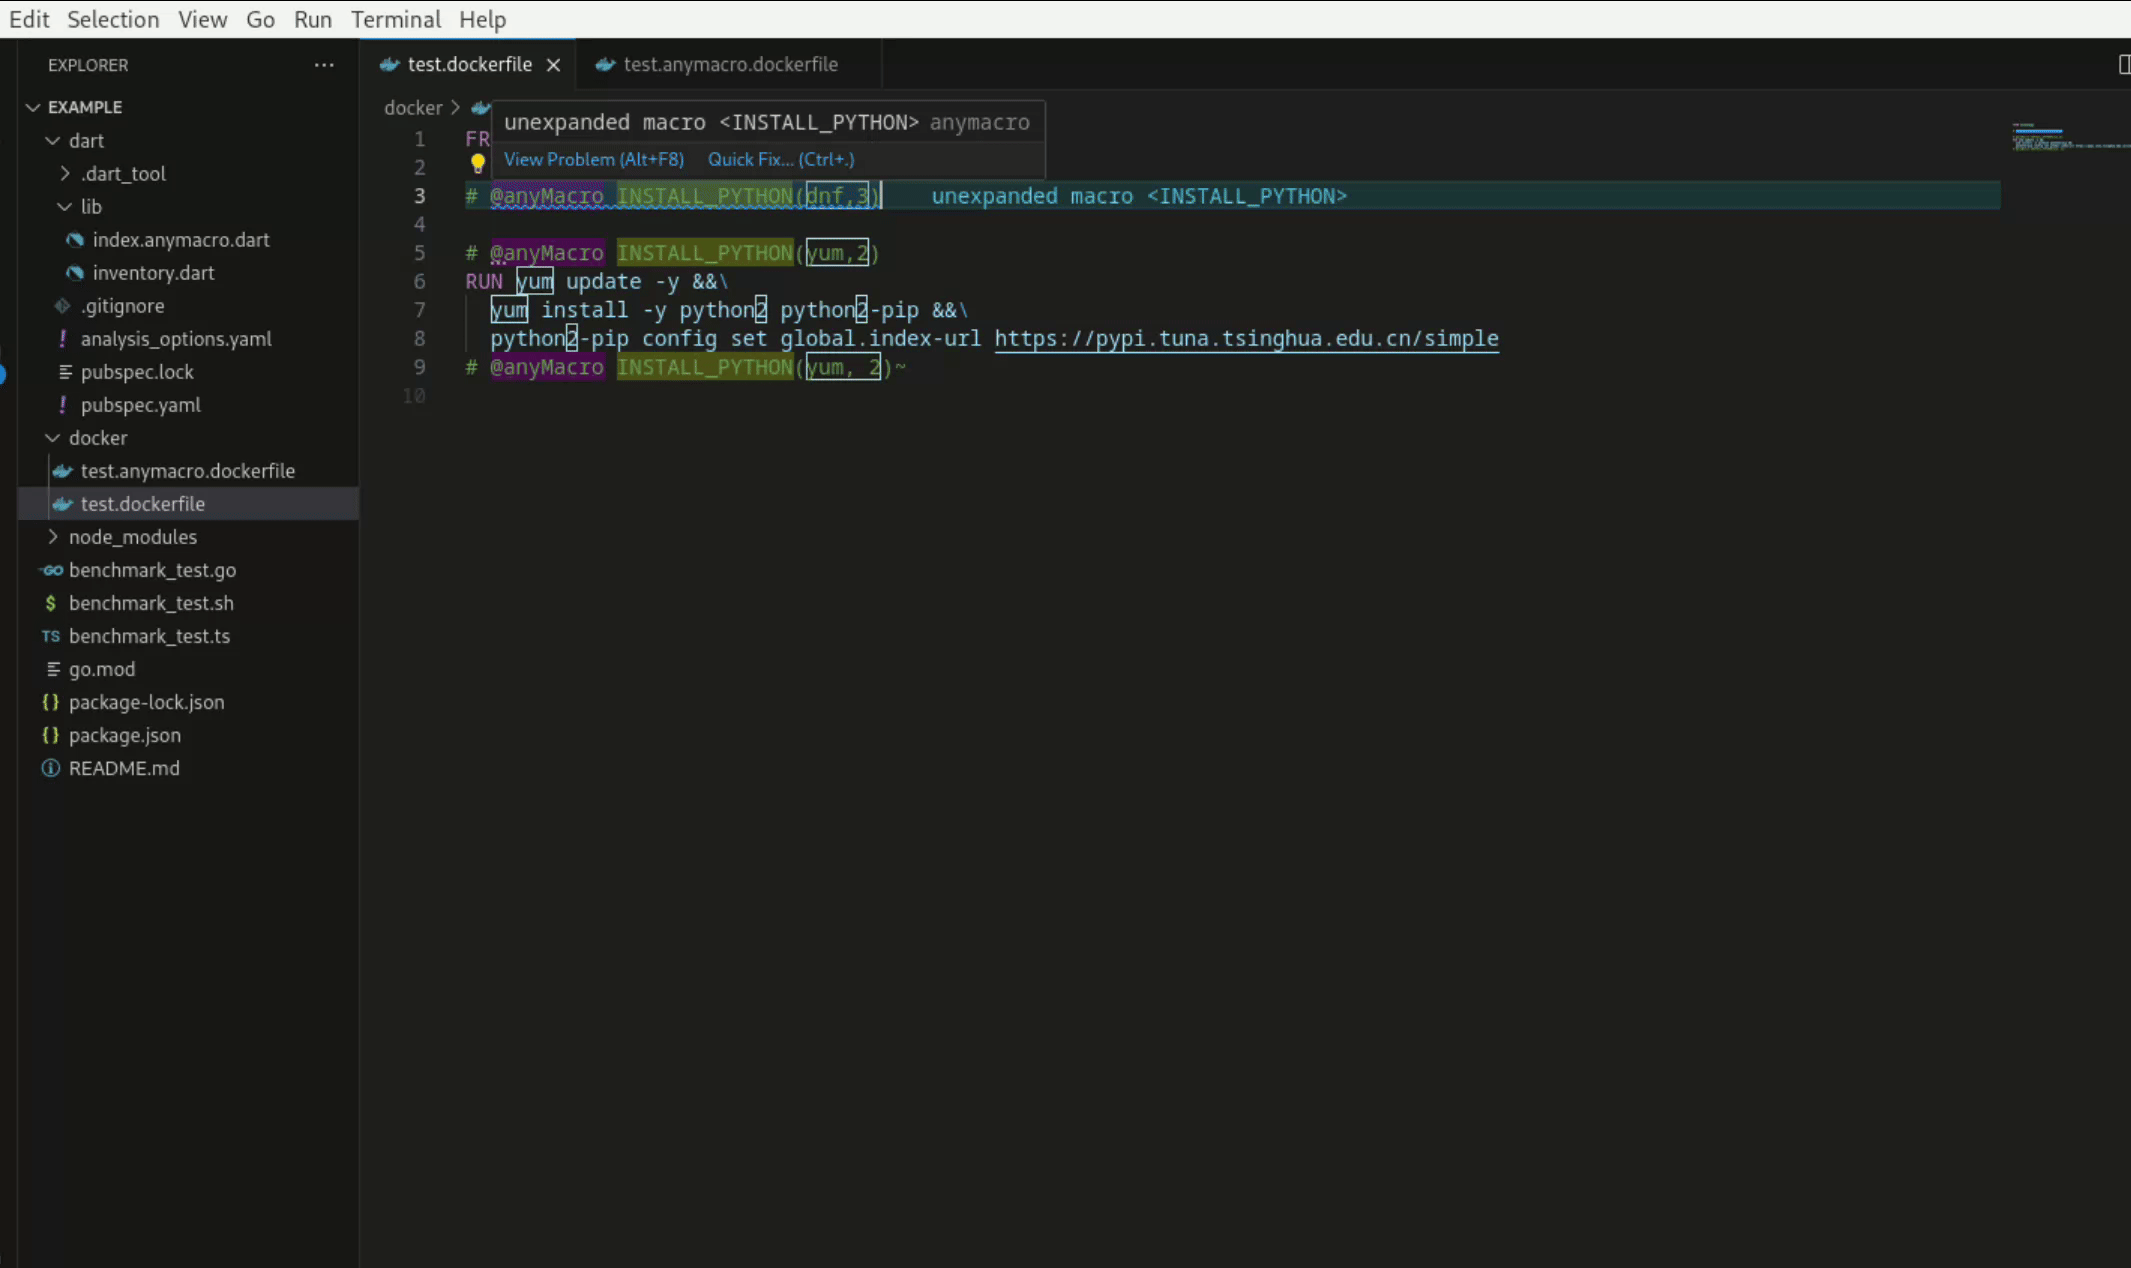 Edit Selection View Go Run Terminal Help
EXPLORER ···
test.dockerfile
test.anymacro.dockerfile
EXAMPLE
dart
.dart_tool
lib
index.anymacro.dart
inventory.dart
.gitignore
! analysis_options.yaml
pubspec.lock
! pubspec.yaml
docker
test.anymacro.dockerfile
test.dockerfile
node_modules
GO benchmark_test.go
$ benchmark_test.sh
TS benchmark_test.ts
go.mod
{} package-lock.json
{} package.json
README.md
docker >
unexpanded macro <INSTALL_PYTHON> anymacro
View Problem (Alt+F8) Quick Fix... (Ctrl+.)
1 FR
2
3 # @anyMacro INSTALL_PYTHON(dnf,3) unexpanded macro <INSTALL_PYTHON>
4
5 # @anyMacro INSTALL_PYTHON(yum,2)
6 RUN yum update -y &&\
7 yum install -y python2 python2-pip &&\
8 python2-pip config set global.index-url https://pypi.tuna.tsinghua.edu.cn/simple
9 # @anyMacro INSTALL_PYTHON(yum, 2)~
10